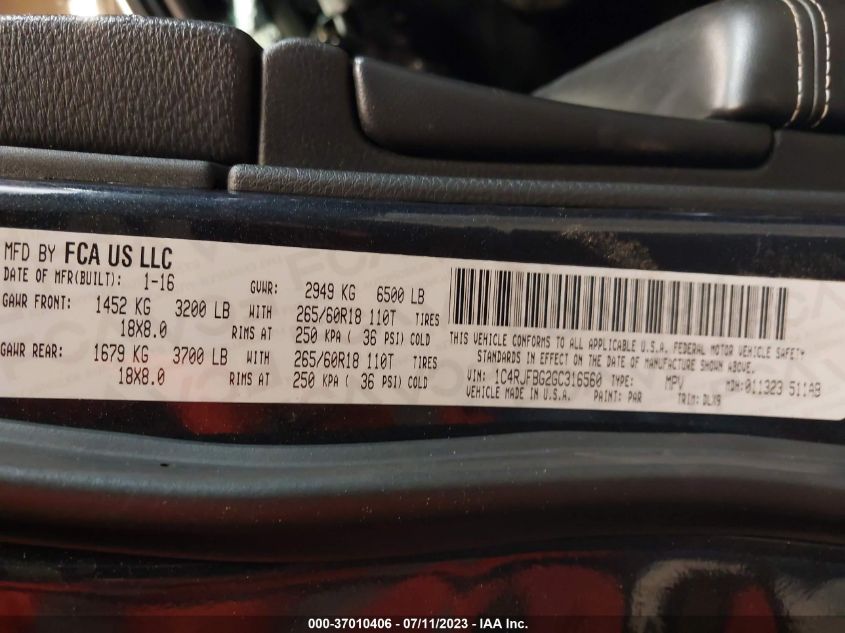 MFD BY FCA US LLC
DATE OF MFR(BUILT): 1-16 GVWR: 2949 KG 6500 LB
GAWR FRONT: 1452 KG 3200 LB WITH 265/60R18 110T TIRES
18X8.0 RIMS AT 250 KPA ( 36 PSI) COLD
GAWR REAR: 1679 KG 3700 LB WITH 265/60R18 110T TIRES
18X8.0 RIMS AT 250 KPA ( 36 PSI) COLD
THIS VEHICLE CONFORMS TO ALL APPLICABLE U.S.A. FEDERAL MOTOR VEHICLE SAFETY
STANDARDS IN EFFECT ON THE DATE OF MANUFACTURE SHOWN ABOVE.
VIN: 1C4RJFBG2GC316560 TYPE: MPV MDH: 011323 511AB
VEHICLE MADE IN U.S.A. PAINT: PAR TRIM: DLX9
000-37010406 - 07/11/2023 - IAA Inc.